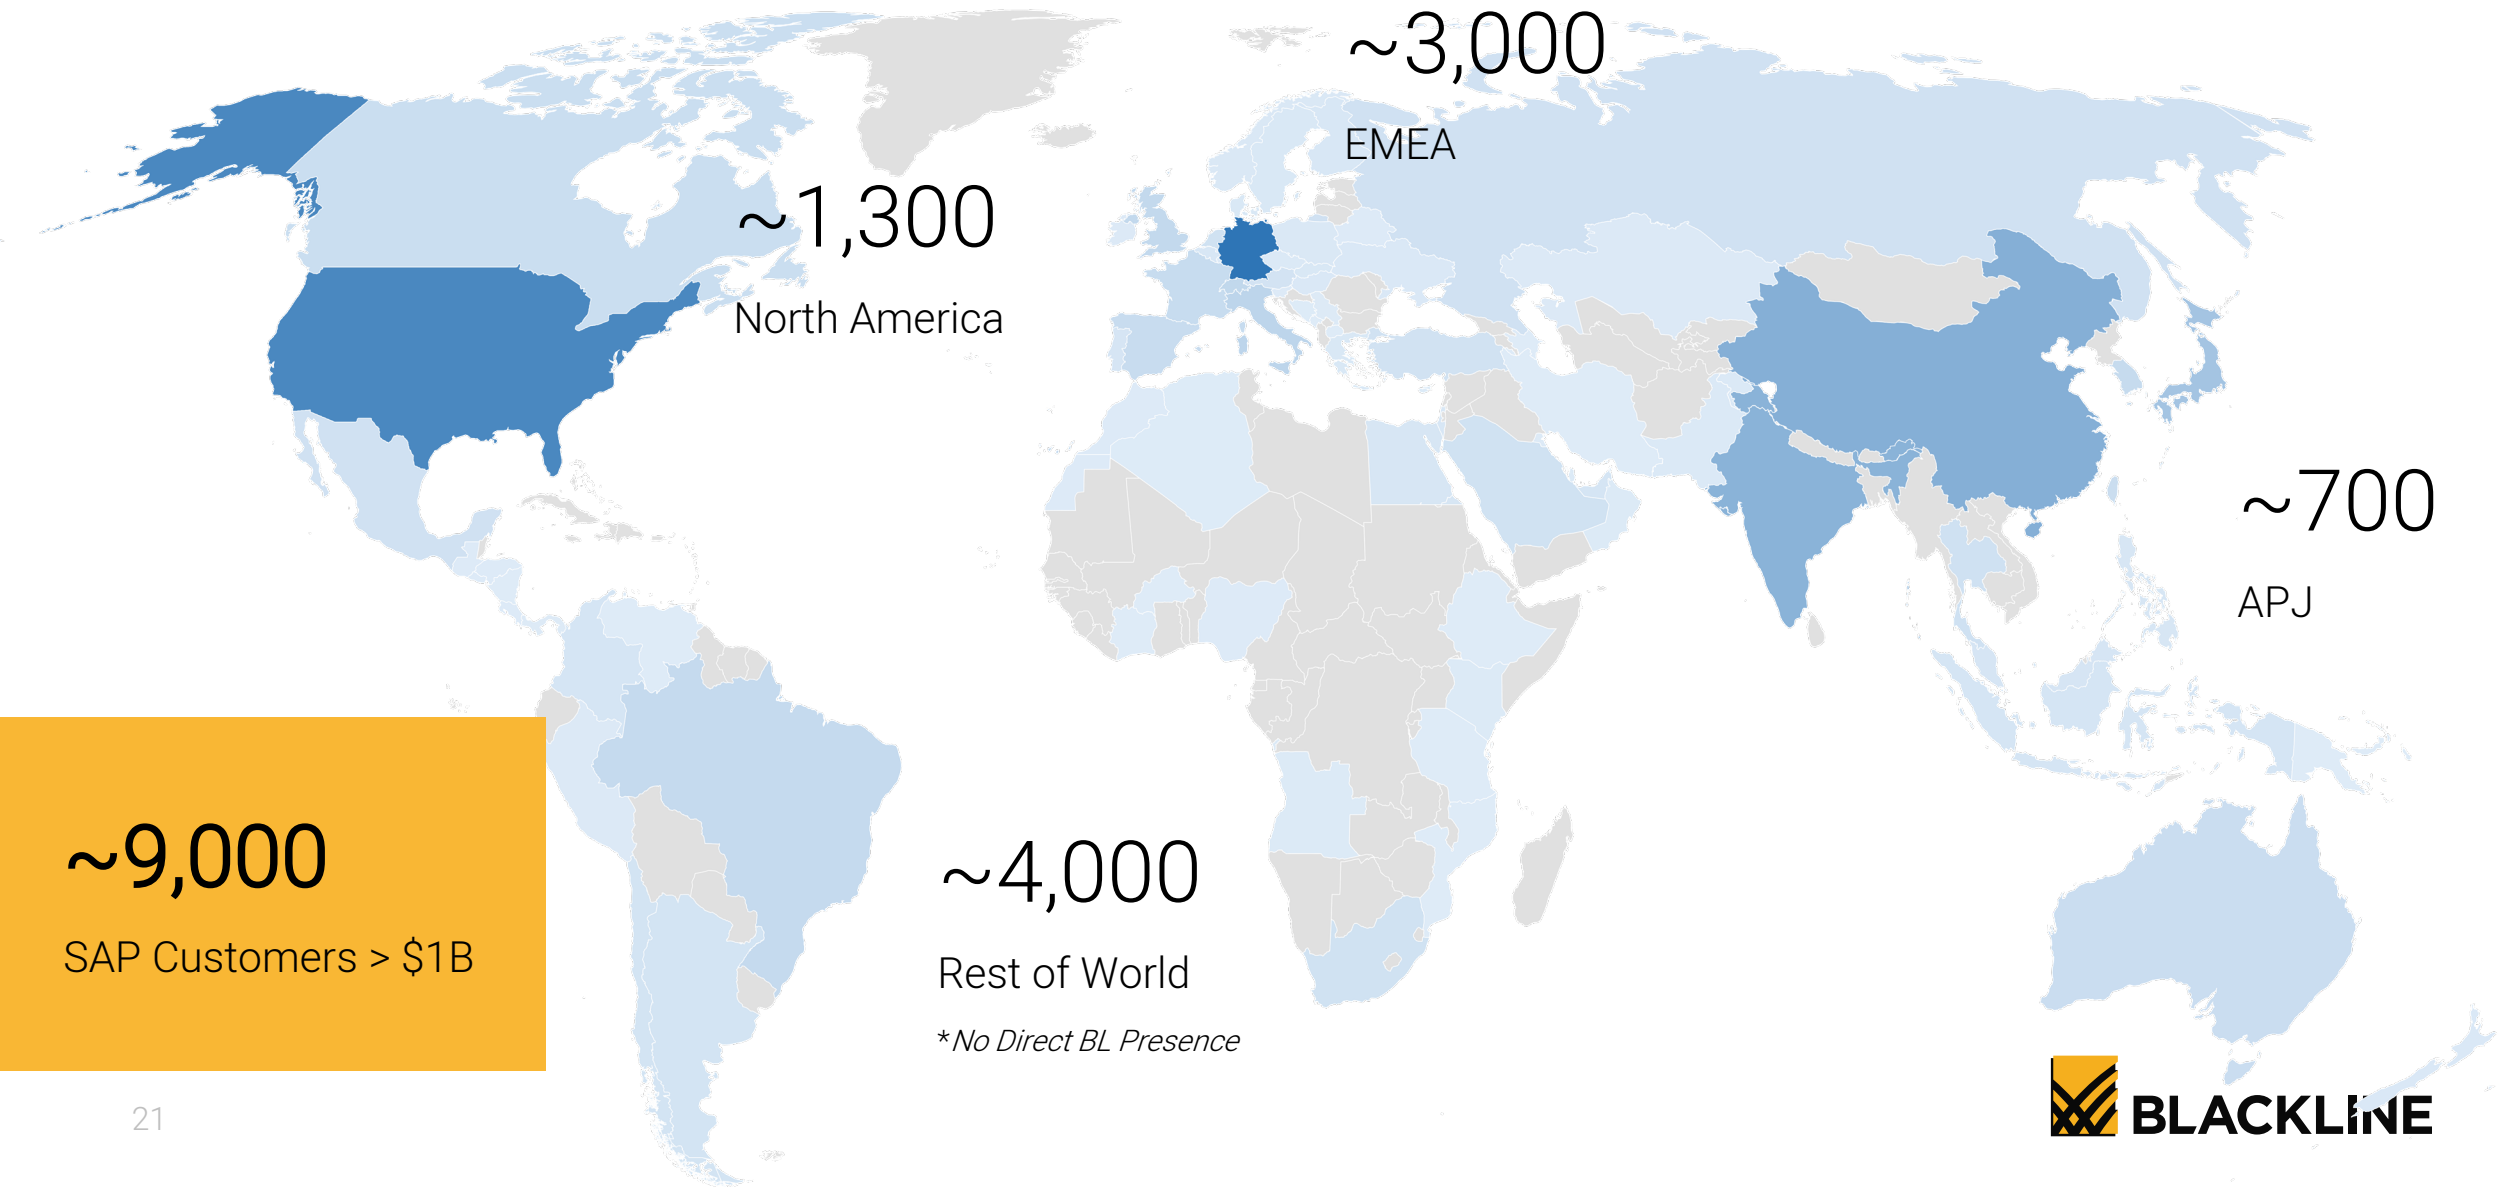 ~3,000
EMEA
~1,300
North America
~700
APJ
~9,000
SAP Customers > $1B
~4,000
Rest of World
*No Direct BL Presence
21
BLACKLINE